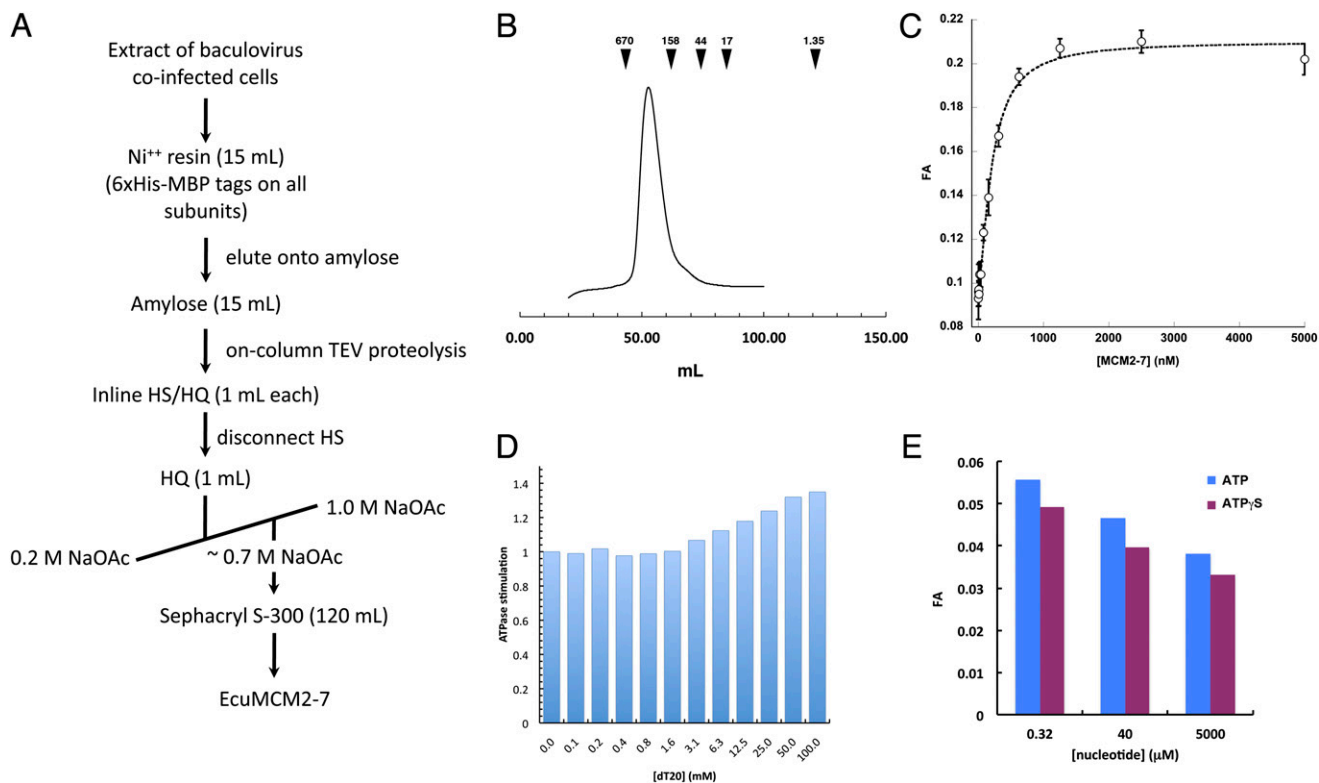 A
Extract of baculovirus
co-infected cells
Ni⁺⁺ resin (15 mL)
(6xHis-MBP tags on all
subunits)
elute onto amylose
Amylose (15 mL)
on-column TEV proteolysis
Inline HS/HQ (1 mL each)
disconnect HS
HQ (1 mL)
1.0 M NaOAc
0.2 M NaOAc
~ 0.7 M NaOAc
Sephacryl S-300 (120 mL)
EcuMCM2-7
B
670 158 44 17 1.35
0.00 50.00 100.00 150.00
mL
C
0.22
0.2
0.18
0.16
0.14
0.12
0.1
0.08
FA
0 1000 2000 3000 4000 5000
[MCM2-7] (nM)
D
1.4
1.2
1
0.8
0.6
0.4
0.2
0
ATPase stimulation
0.0 0.1 0.2 0.4 0.8 1.6 3.1 6.3 12.5 25.0 50.0 100.0
[dT20] (mM)
E
0.06
0.05
0.04
0.03
0.02
0.01
0
FA
ATP
ATPγS
0.32 40 5000
[nucleotide] (μM)